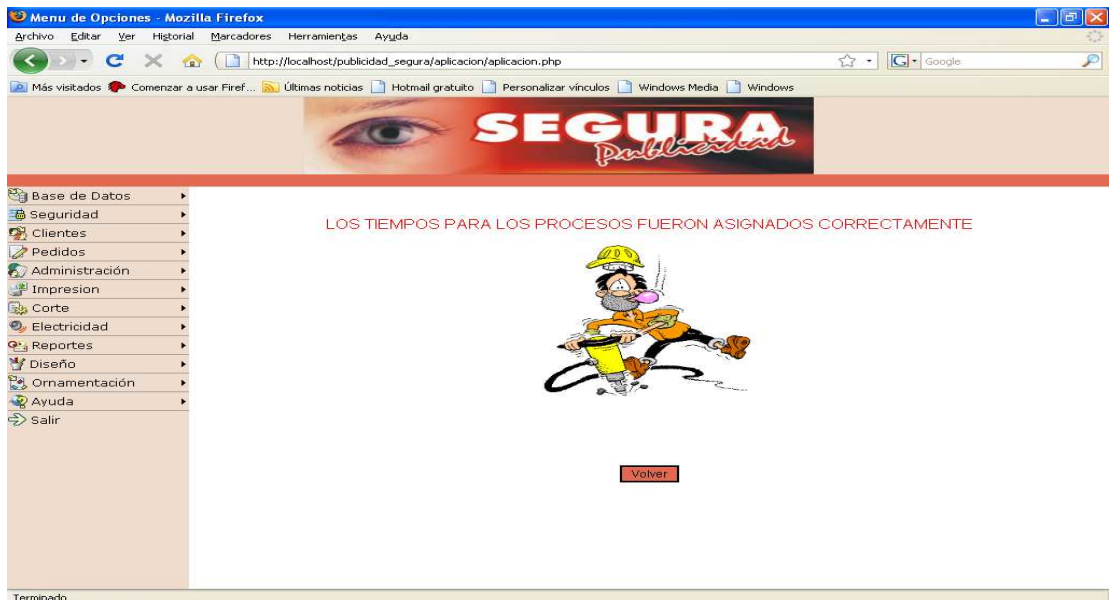 Menu de Opciones - Mozilla Firefox
Archivo Editar Ver Historial Marcadores Herramientas Ayuda
http://localhost/publicidad_segura/aplicacion/aplicacion.php
Google
Más visitados Comenzar a usar Firef... Últimas noticias Hotmail gratuito Personalizar vínculos Windows Media Windows
SEGURA
Publicidad
Base de Datos
Seguridad
Clientes
Pedidos
Administración
Impresion
Corte
Electricidad
Reportes
Diseño
Ornamentación
Ayuda
Salir
LOS TIEMPOS PARA LOS PROCESOS FUERON ASIGNADOS CORRECTAMENTE
Volver
Terminado